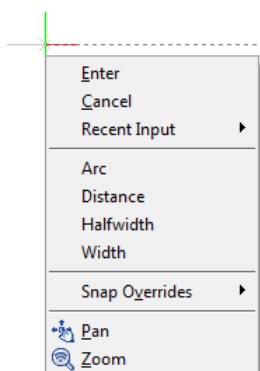 Enter
Cancel
Recent Input
Arc
Distance
Halfwidth
Width
Snap Overrides
Pan
Zoom